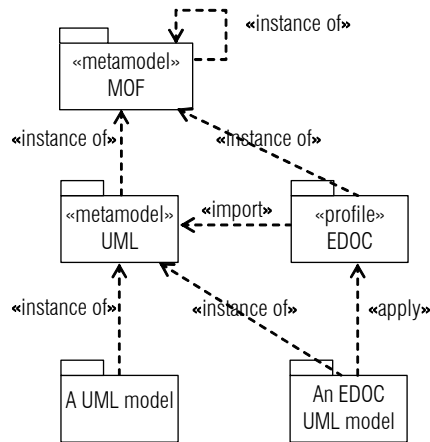 «instance of»
«metamodel»
MOF
«instance of»
«instance of»
«metamodel»
UML
«import»
«profile»
EDOC
«instance of»
«instance of»
«apply»
A UML model
An EDOC
UML model